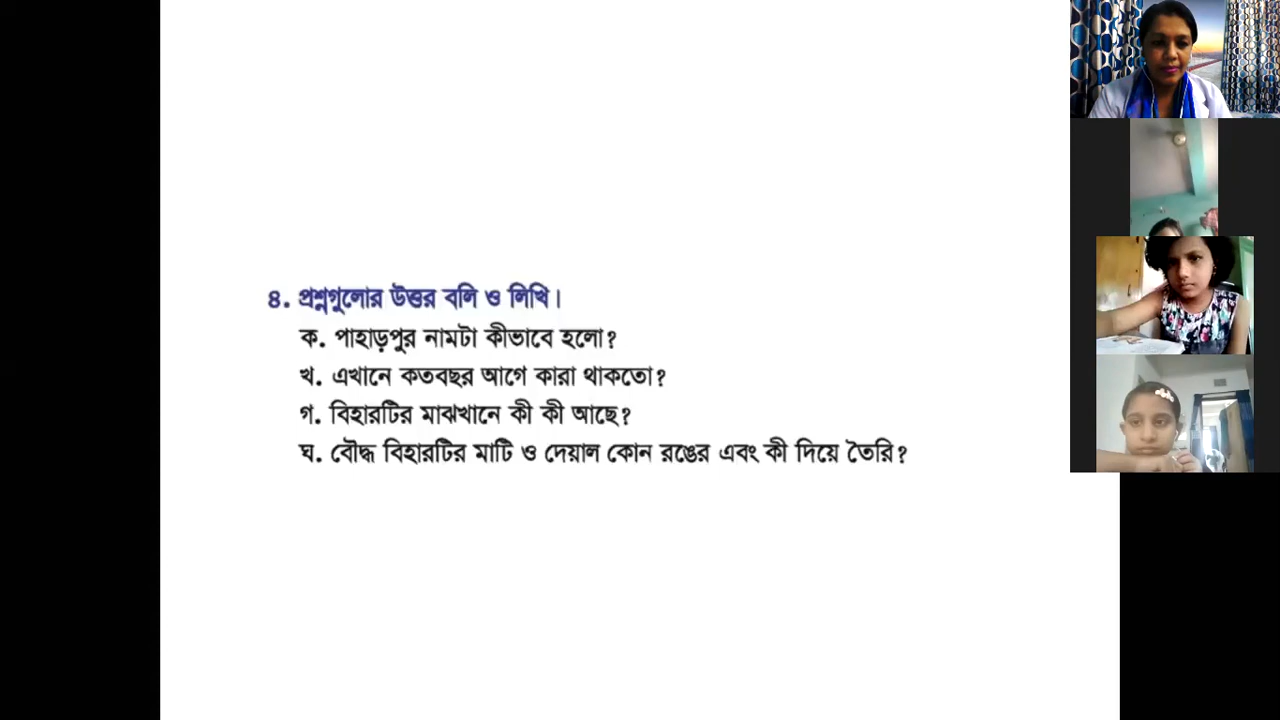 ৪. প্রশ্নগুলোর উত্তর বলি ও লিখি।
ক. পাহাড়পুর নামটা কীভাবে হলো?
খ. এখানে কতবছর আগে কারা থাকতো?
গ. বিহারটির মাঝখানে কী কী আছে?
ঘ. বৌদ্ধ বিহারটির মাটি ও দেয়াল কোন রঙের এবং কী দিয়ে তৈরি?